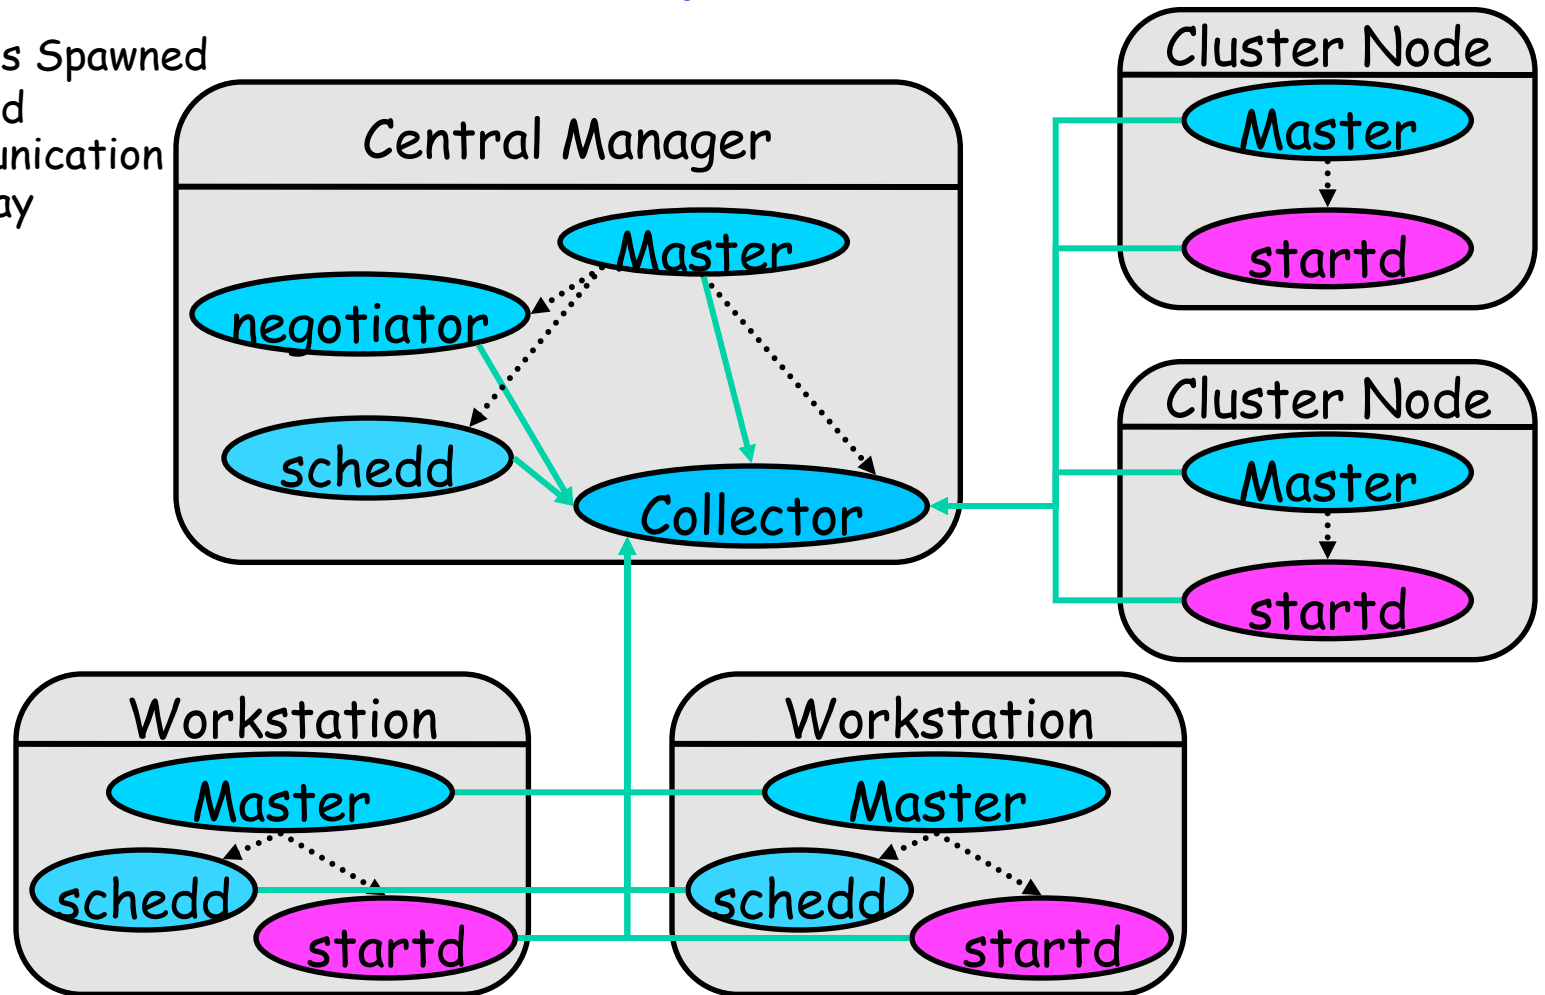 s Spawned
d
unication
ay
Central Manager
Master
negotiator
schedd
Collector
Cluster Node
Master
startd
Cluster Node
Master
startd
Workstation
Master
schedd
startd
Workstation
Master
schedd
startd